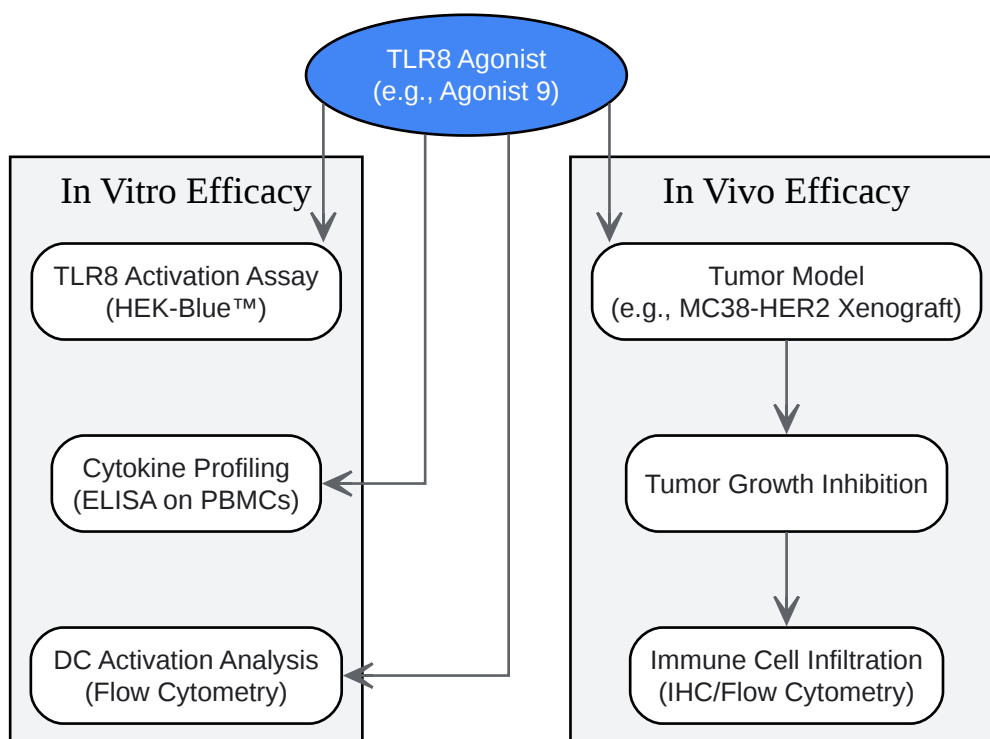 TLR8 Agonist
(e.g., Agonist 9)
In Vitro Efficacy
TLR8 Activation Assay
(HEK-Blue™)
Cytokine Profiling
(ELISA on PBMCs)
DC Activation Analysis
(Flow Cytometry)
In Vivo Efficacy
Tumor Model
(e.g., MC38-HER2 Xenograft)
Tumor Growth Inhibition
Immune Cell Infiltration
(IHC/Flow Cytometry)